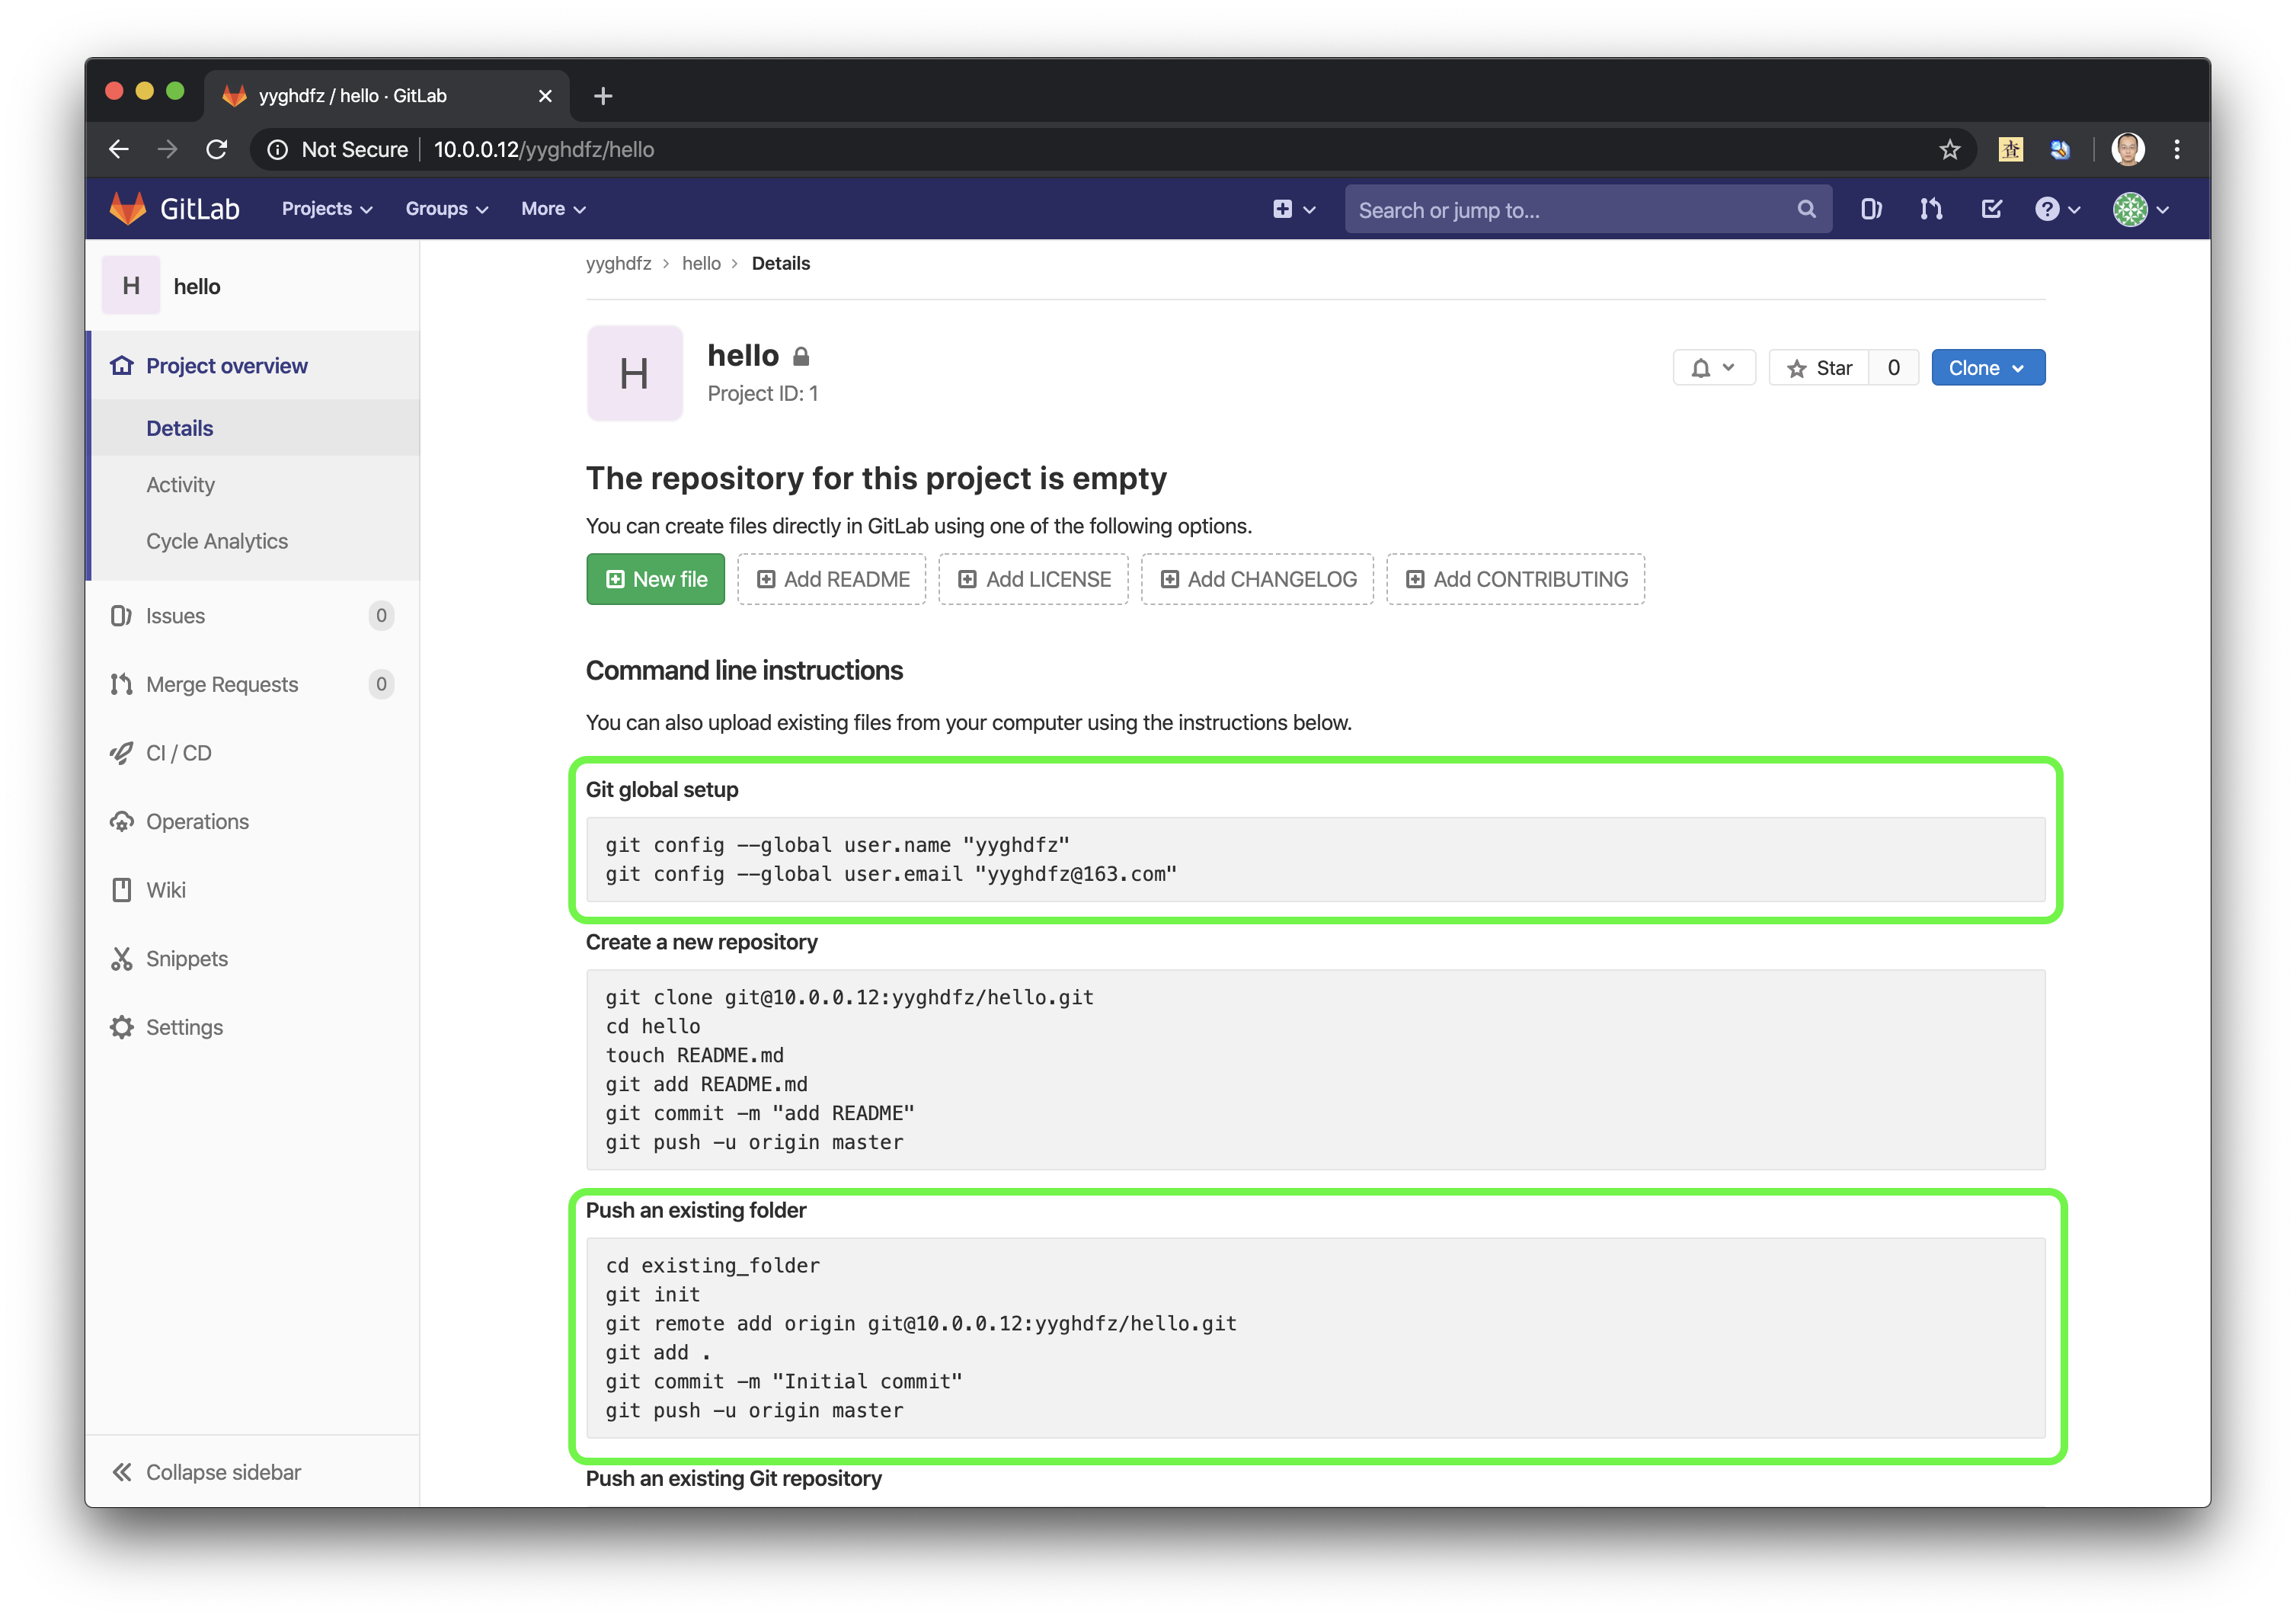 yyghdfz / hello · GitLab
Not Secure | 10.0.0.12/yyghdfz/hello
查
GitLab Projects Groups More Search or jump to...
H hello
Project overview
Details
Activity
Cycle Analytics
Issues 0
Merge Requests 0
CI / CD
Operations
Wiki
Snippets
Settings
Collapse sidebar
yyghdfz > hello > Details
H
hello
Project ID: 1
Star 0 Clone
The repository for this project is empty
You can create files directly in GitLab using one of the following options.
New file Add README Add LICENSE Add CHANGELOG Add CONTRIBUTING
Command line instructions
You can also upload existing files from your computer using the instructions below.
Git global setup
git config --global user.name "yyghdfz"
git config --global user.email "yyghdfz@163.com"
Create a new repository
git clone git@10.0.0.12:yyghdfz/hello.git
cd hello
touch README.md
git add README.md
git commit -m "add README"
git push -u origin master
Push an existing folder
cd existing_folder
git init
git remote add origin git@10.0.0.12:yyghdfz/hello.git
git add .
git commit -m "Initial commit"
git push -u origin master
Push an existing Git repository